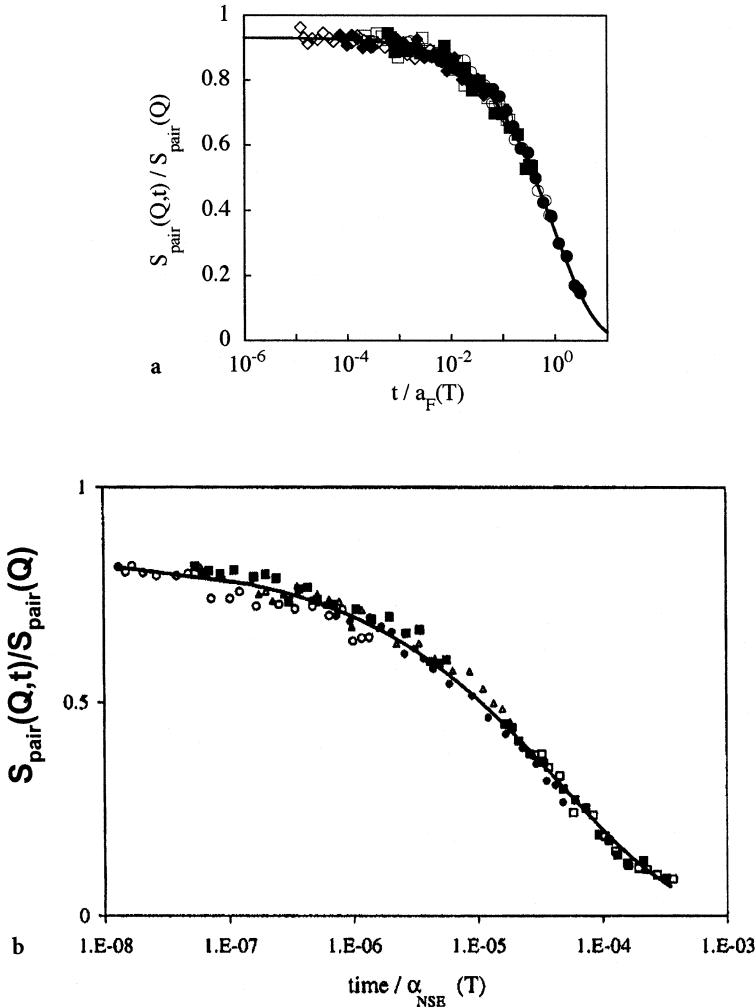 1
0.8
0.6
0.4
0.2
0
S_pair(Q,t) / S_pair(Q)
10^-6 10^-4 10^-2 10^0
a
t / a_F(T)
1
0.5
0
S_pair(Q,t)/S_pair(Q)
1.E-08 1.E-07 1.E-06 1.E-05 1.E-04 1.E-03
b
time / α_NSE (T)